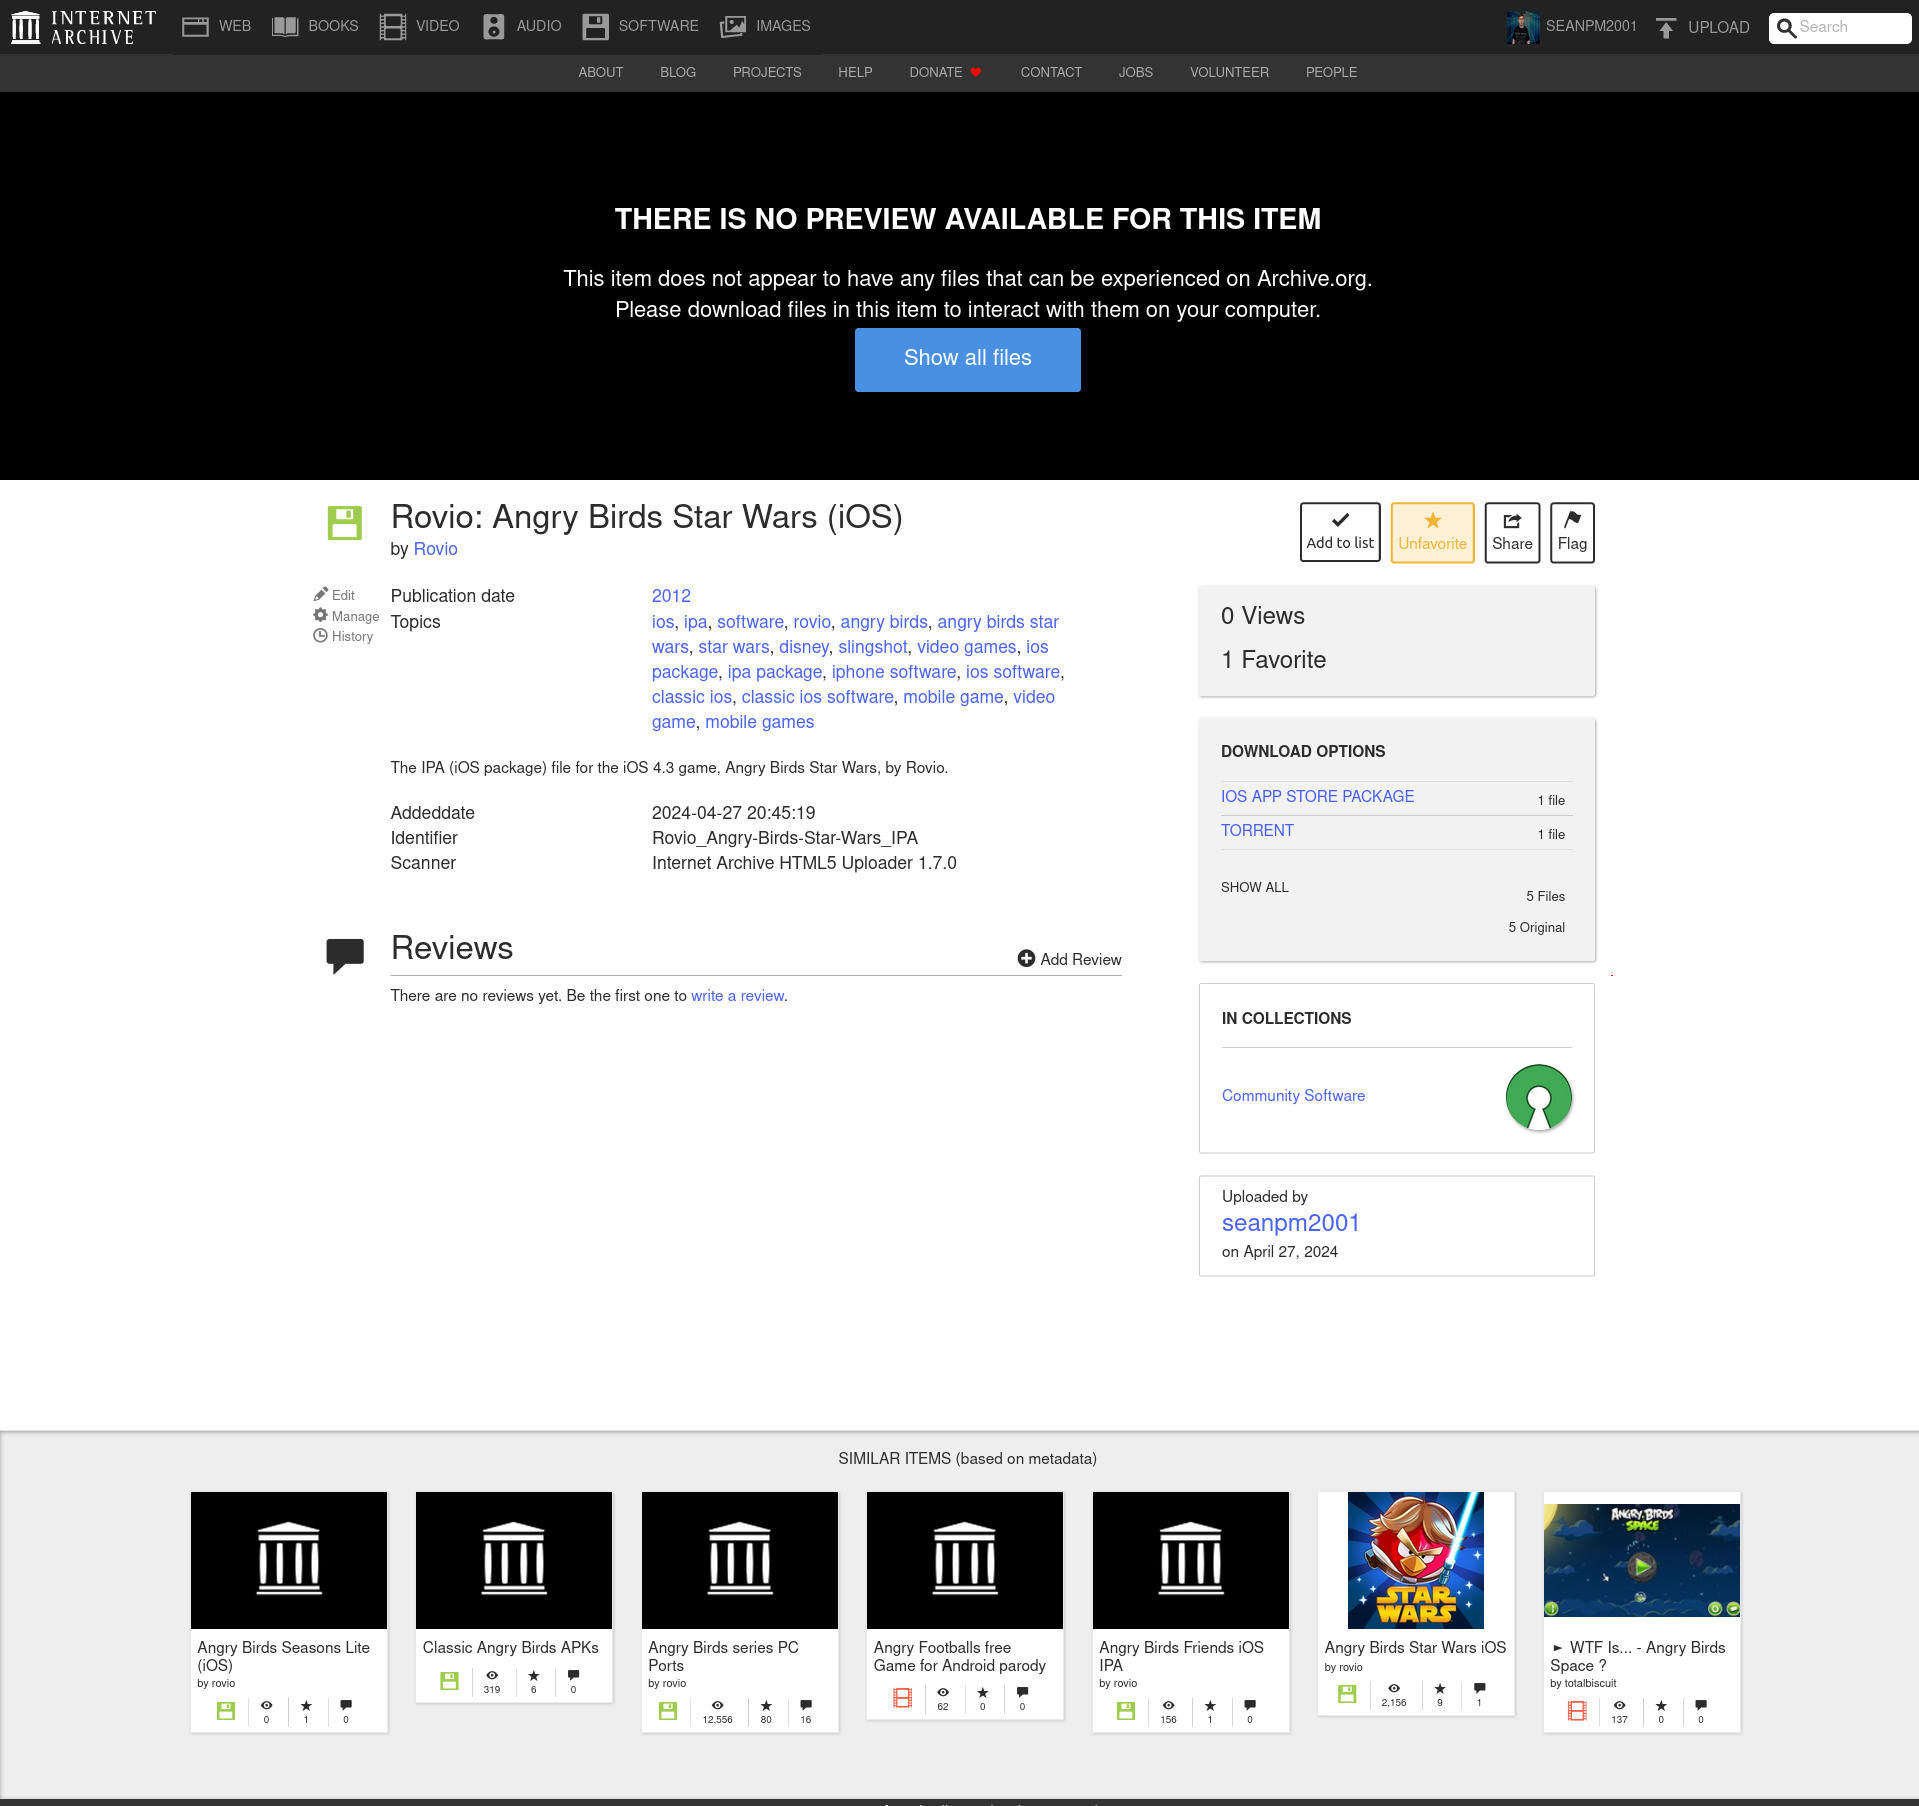 INTERNET ARCHIVE
WEB BOOKS VIDEO AUDIO SOFTWARE IMAGES SEANPM2001 UPLOAD Search
ABOUT BLOG PROJECTS HELP DONATE CONTACT JOBS VOLUNTEER PEOPLE
THERE IS NO PREVIEW AVAILABLE FOR THIS ITEM
This item does not appear to have any files that can be experienced on Archive.org.
Please download files in this item to interact with them on your computer.
Show all files
Rovio: Angry Birds Star Wars (iOS)
by Rovio
Add to list Unfavorite Share Flag
Edit
Manage
History
Publication date 2012
Topics ios, ipa, software, rovio, angry birds, angry birds star
wars, star wars, disney, slingshot, video games, ios
package, ipa package, iphone software, ios software,
classic ios, classic ios software, mobile game, video
game, mobile games
The IPA (iOS package) file for the iOS 4.3 game, Angry Birds Star Wars, by Rovio.
Addeddate 2024-04-27 20:45:19
Identifier Rovio_Angry-Birds-Star-Wars_IPA
Scanner Internet Archive HTML5 Uploader 1.7.0
Reviews
Add Review
There are no reviews yet. Be the first one to write a review.
0 Views
1 Favorite
DOWNLOAD OPTIONS
IOS APP STORE PACKAGE 1 file
TORRENT 1 file
SHOW ALL 5 Files
5 Original
IN COLLECTIONS
Community Software
Uploaded by
seanpm2001
on April 27, 2024
SIMILAR ITEMS (based on metadata)
Angry Birds Seasons Lite
(iOS)
by rovio
0 1 0
Classic Angry Birds APKs
319 6 0
Angry Birds series PC
Ports
by rovio
12,556 80 16
Angry Footballs free
Game for Android parody
62 0 0
Angry Birds Friends iOS
IPA
by rovio
156 1 0
STAR
WARS
Angry Birds Star Wars iOS
by rovio
2,156 9 1
ANGRY BIRDS
SPACE
► WTF Is... - Angry Birds
Space ?
by totalbiscuit
137 0 0